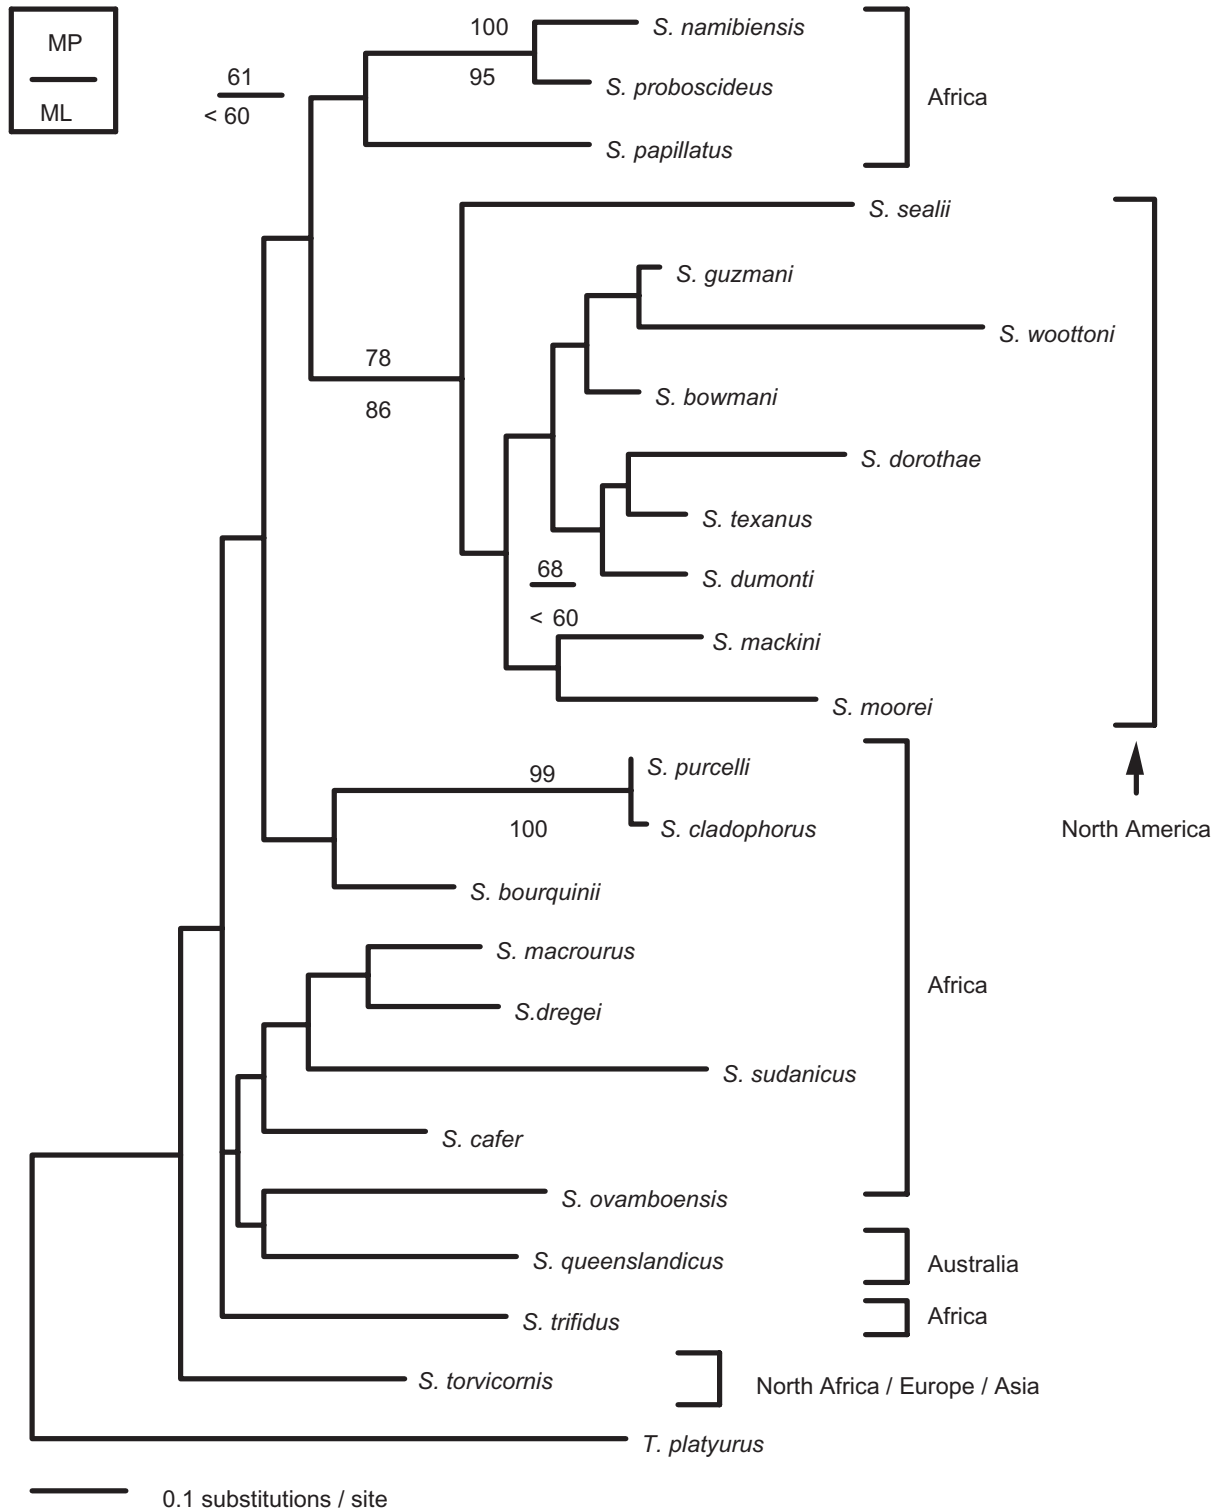 MP
ML
61
< 60
100
95
S. namibiensis
S. proboscideus
S. papillatus
Africa
S. sealii
S. guzmani
S. woottoni
78
86
S. bowmani
S. dorothae
S. texanus
68
< 60
S. dumonti
S. mackini
S. moorei
North America
99
100
S. purcelli
S. cladophorus
S. bourquinii
S. macrourus
S.dregei
S. sudanicus
S. cafer
S. ovamboensis
Africa
S. queenslandicus
Australia
S. trifidus
Africa
S. torvicornis
North Africa / Europe / Asia
T. platyurus
0.1 substitutions / site